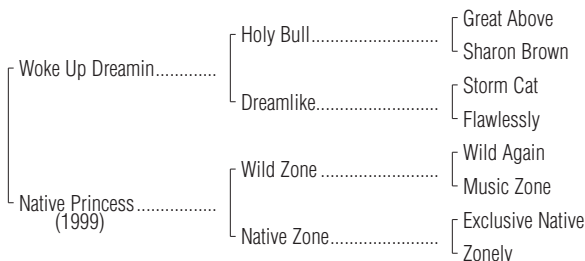 Great Above
Holy Bull
Sharon Brown
Woke Up Dreamin
Storm Cat
Dreamlike
Flawlessly
Wild Again
Wild Zone
Music Zone
Native Princess
(1999)
Exclusive Native
Native Zone
Zonely